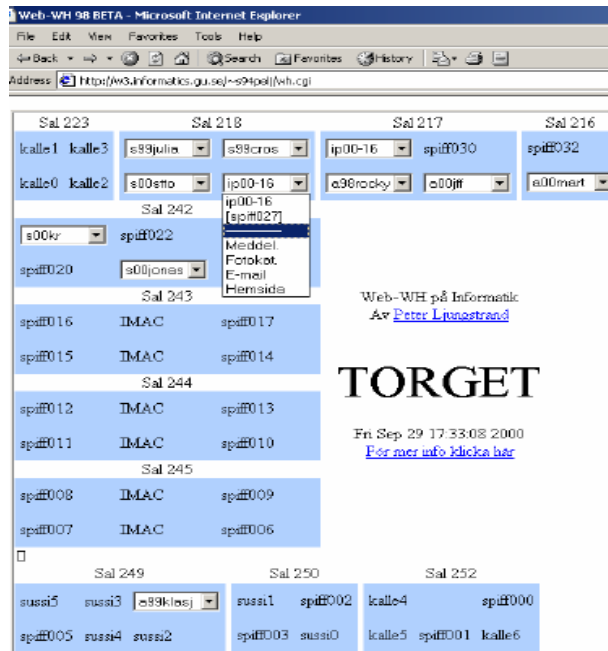 Web-WH 98 BETA - Microsoft Internet Explorer
File Edit View Favorites Tools Help
Back Search Favorites History
Address http://w3.informatics.gu.se/~s94pelj/wh.cgi
Sal 223 Sal 218 Sal 217 Sal 216
kalle1 kalle3 s99julia s99cros ip00-16 spiff030 spiff032
kalle0 kalle2 s00stto ip00-16 a98rocky a00jff a00mart
ip00-16
[spiff027]
Meddel.
Fotokat.
E-mail
Hemsida
Sal 242
s00kr spiff022
spiff020 s00jonas
Sal 243
spiff016 IMAC spiff017
spiff015 IMAC spiff014
Sal 244
spiff012 IMAC spiff013
spiff011 IMAC spiff010
Sal 245
spiff008 IMAC spiff009
spiff007 IMAC spiff006
Web-WH på Informatik
Av Peter Ljungstrand
TORGET
Fri Sep 29 17:33:08 2000
För mer info klicka här
Sal 249 Sal 250 Sal 252
sussi5 sussi3 a99klasj sussi1 spiff002 kalle4 spiff000
spiff005 sussi4 sussi2 spiff003 sussi0 kalle5 spiff001 kalle6